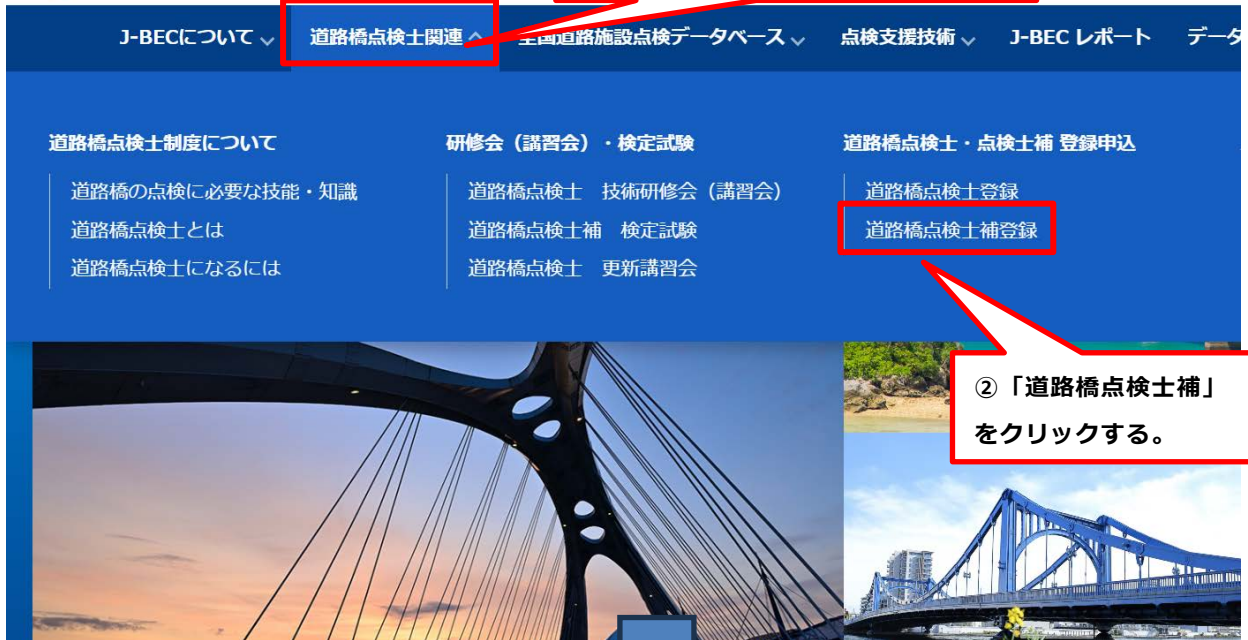 J-BECについて
道路橋点検士関連
全国道路施設点検データベース
点検支援技術
J-BEC レポート
データ
道路橋点検士制度について
道路橋の点検に必要な技能・知識
道路橋点検士とは
道路橋点検士になるには
研修会（講習会）・検定試験
道路橋点検士　技術研修会（講習会）
道路橋点検士補　検定試験
道路橋点検士　更新講習会
道路橋点検士・点検士補 登録申込
道路橋点検士登録
道路橋点検士補登録
②「道路橋点検士補」
をクリックする。